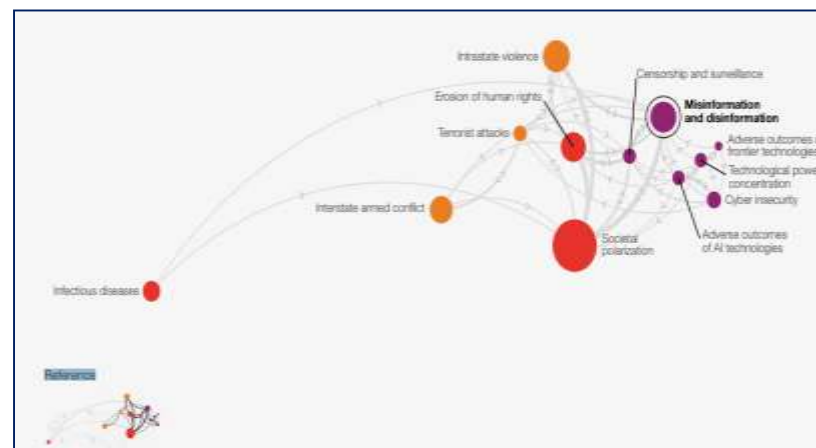 Intrastate violence
Censorship and surveillance
Erosion of human rights
Misinformation
and disinformation
Terrorist attacks
Adverse outcomes
frontier technologies
Technological power
concentration
Interstate armed conflict
Cyber insecurity
Societal
polarization
Adverse outcomes
of AI technologies
Infectious diseases
Reference